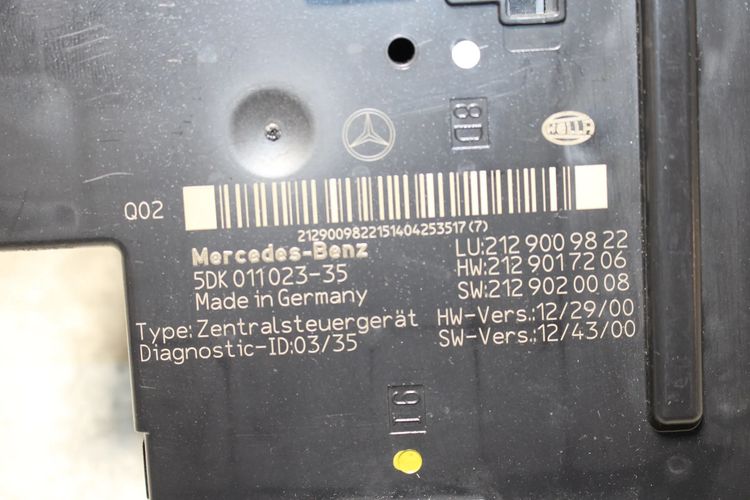 HELLA
8D
Q02
2129009822151404253517(7)
Mercedes-Benz
5DK 011 023-35
Made in Germany
Type: Zentralsteuergerät
Diagnostic-ID:03/35
LU:212 900 98 22
HW:212 901 72 06
SW:212 902 00 08
HW-Vers.:12/29/00
SW-Vers.:12/43/00
16